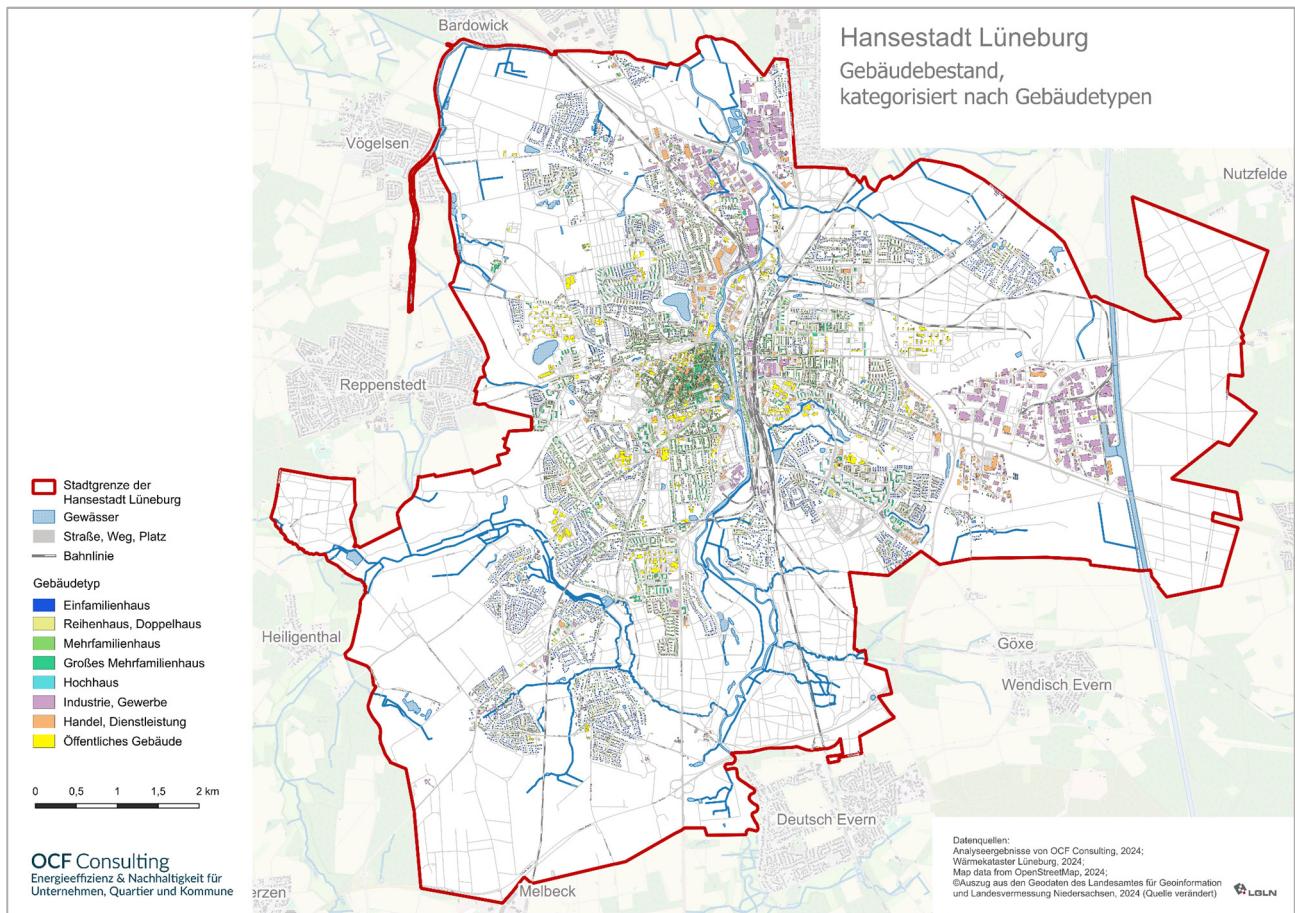 Hansestadt Lüneburg
Gebäudebestand,
kategorisiert nach Gebäudetypen
Bardowick
Vögelsen
Nutzfelde
Reppenstedt
Heiligenthal
Göxe
Wendisch Evern
Deutsch Evern
Melbeck
erzen
Stadtgrenze der
Hansestadt Lüneburg
Gewässer
Straße, Weg, Platz
Bahnlinie
Gebäudetyp
Einfamilienhaus
Reihenhaus, Doppelhaus
Mehrfamilienhaus
Großes Mehrfamilienhaus
Hochhaus
Industrie, Gewerbe
Handel, Dienstleistung
Öffentliches Gebäude
0 0,5 1 1,5 2 km
OCF Consulting
Energieeffizienz & Nachhaltigkeit für
Unternehmen, Quartier und Kommune
Datenquellen:
Analyseergebnisse von OCF Consulting, 2024;
Wärmekataster Lüneburg, 2024;
Map data from OpenStreetMap, 2024;
©Auszug aus den Geodaten des Landesamtes für Geoinformation
und Landesvermessung Niedersachsen, 2024 (Quelle verändert)
LGLN